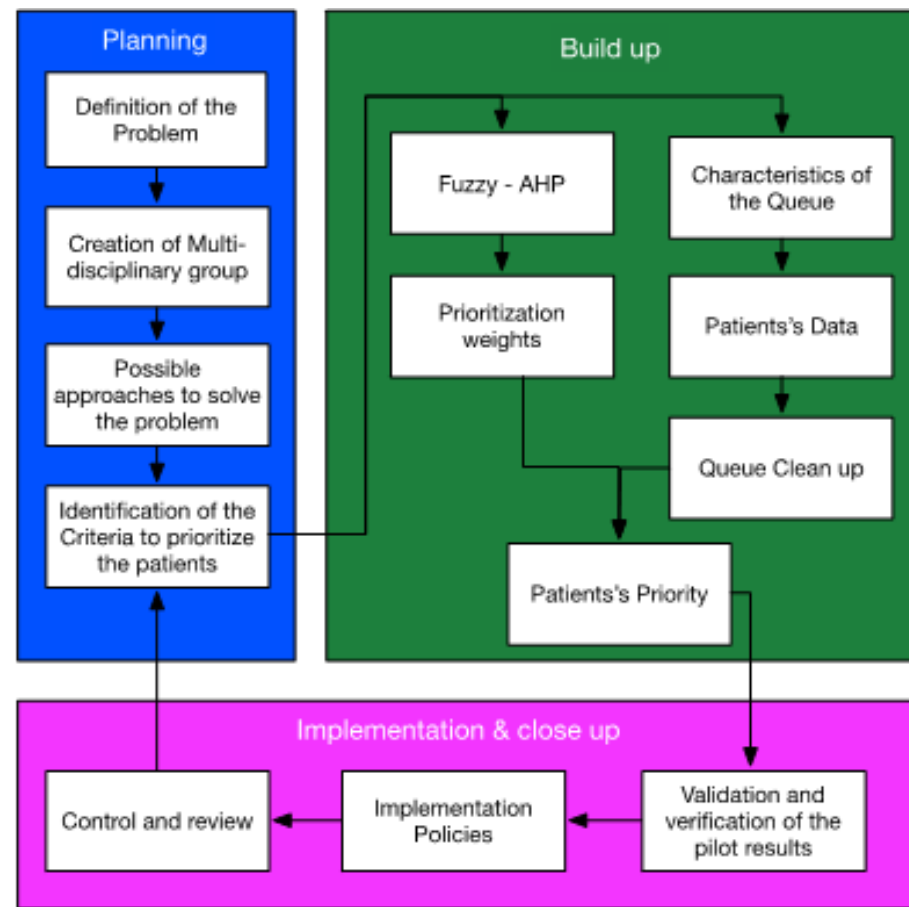 Planning
Definition of the
Problem
Creation of Multi-
disciplinary group
Possible
approaches to solve
the problem
Identification of the
Criteria to prioritize
the patients
Build up
Fuzzy - AHP
Prioritization
weights
Characteristics of
the Queue
Patients's Data
Queue Clean up
Patients's Priority
Implementation & close up
Control and review
Implementation
Policies
Validation and
verification of the
pilot results